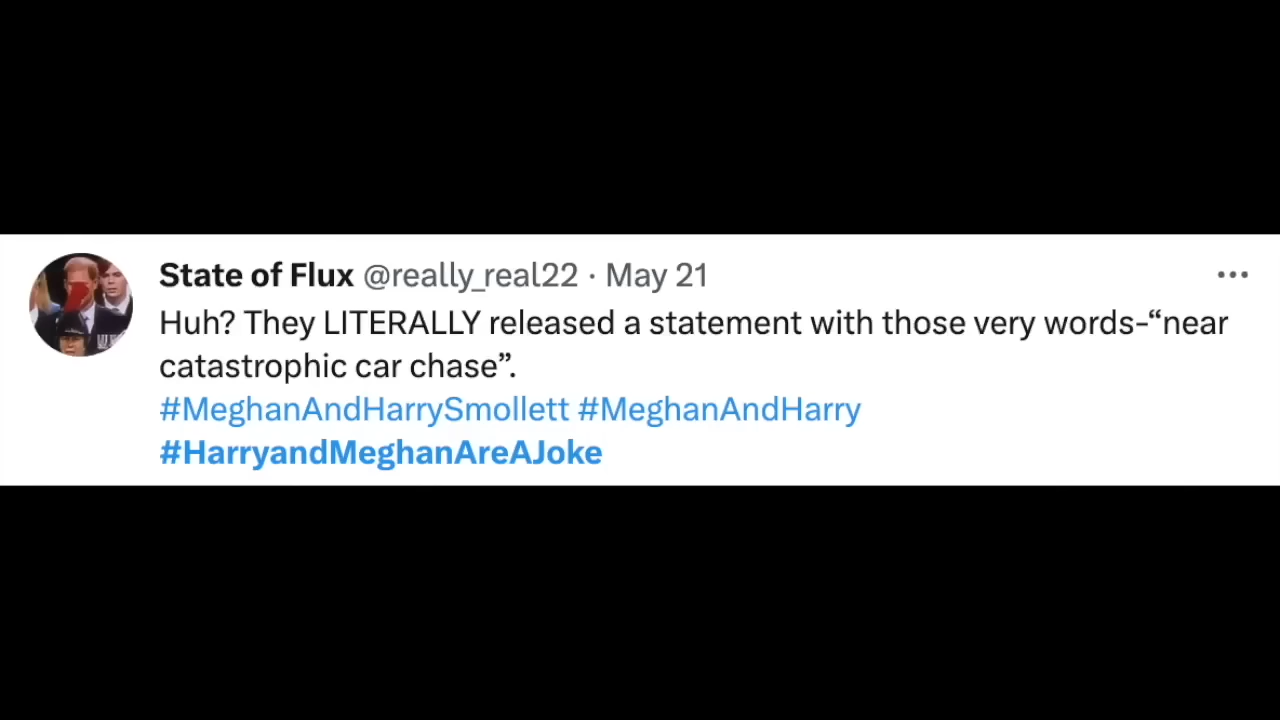 State of Flux @really_real22 · May 21
Huh? They LITERALLY released a statement with those very words-“near
catastrophic car chase”.
#MeghanAndHarrySmollett #MeghanAndHarry
#HarryandMeghanAreAJoke